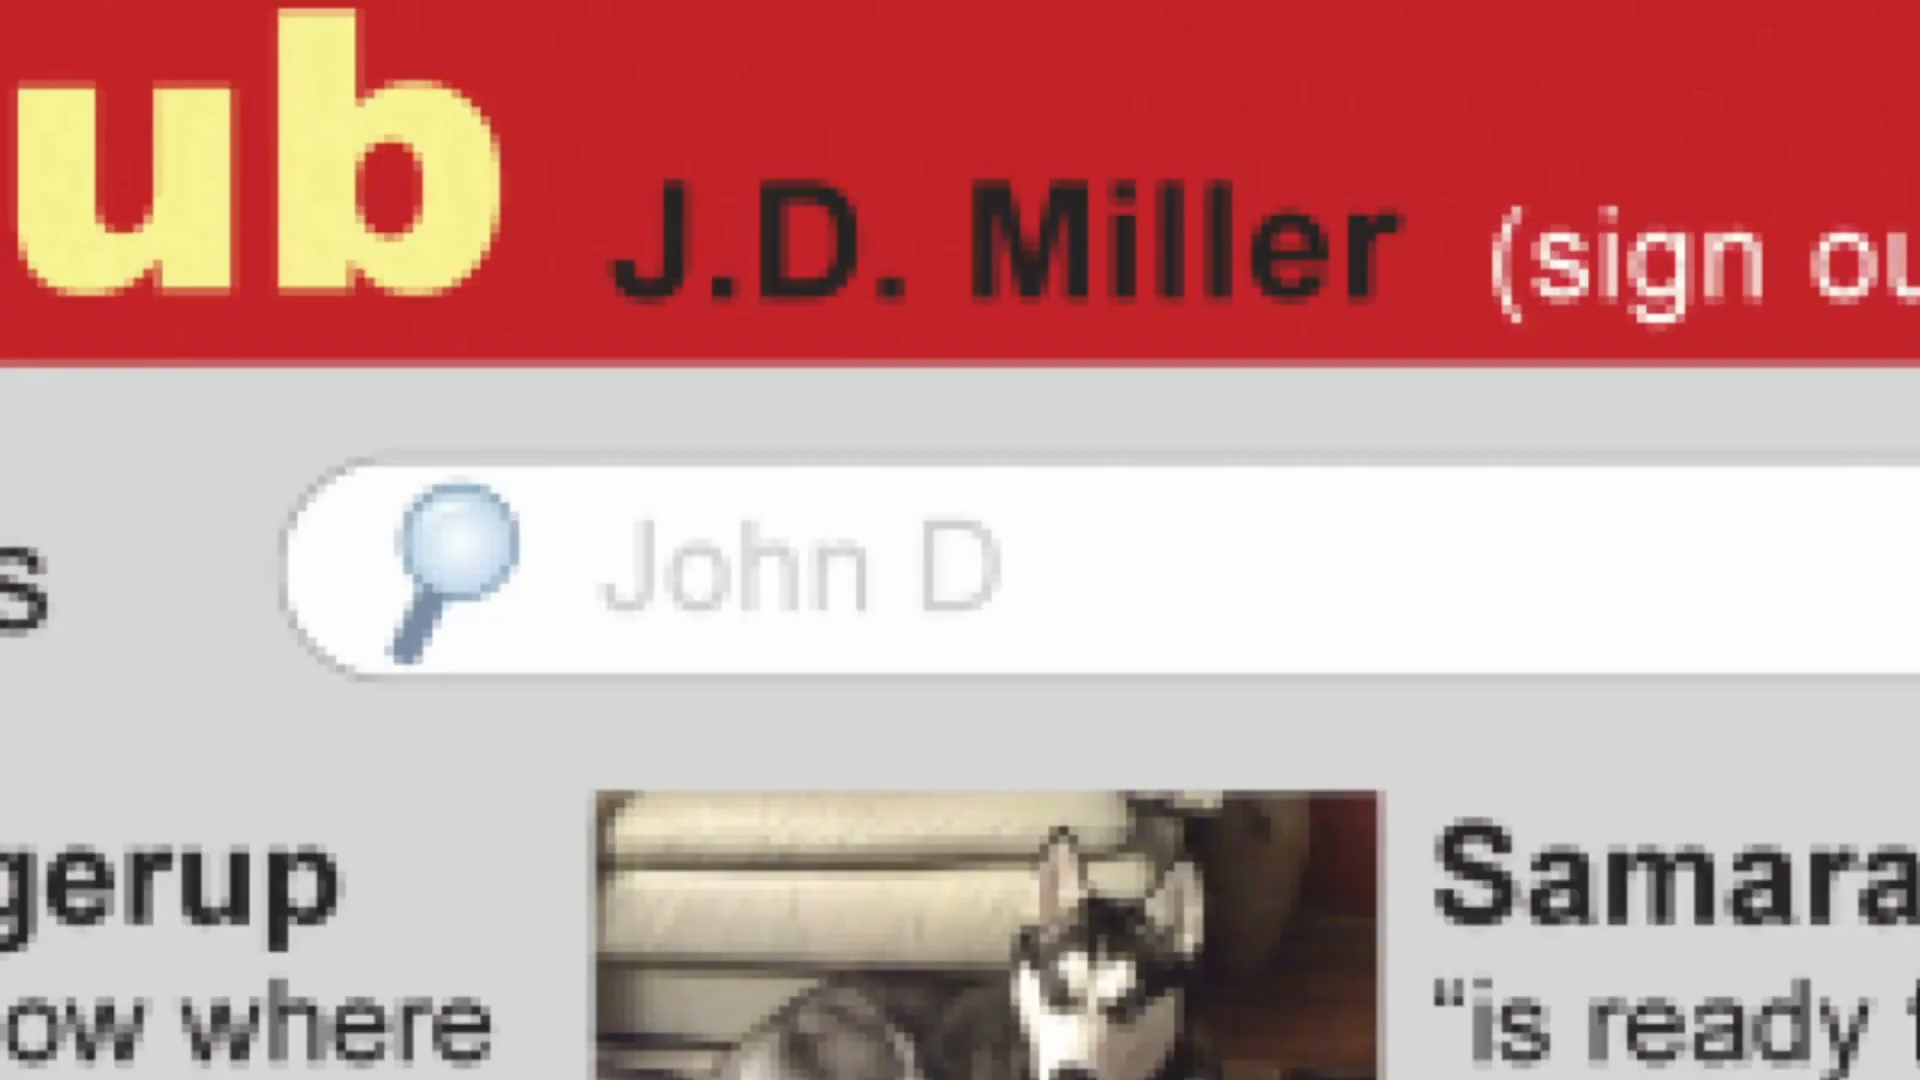 ub J.D. Miller (sign ou
s John D
gerup Samara
ow where "is ready f